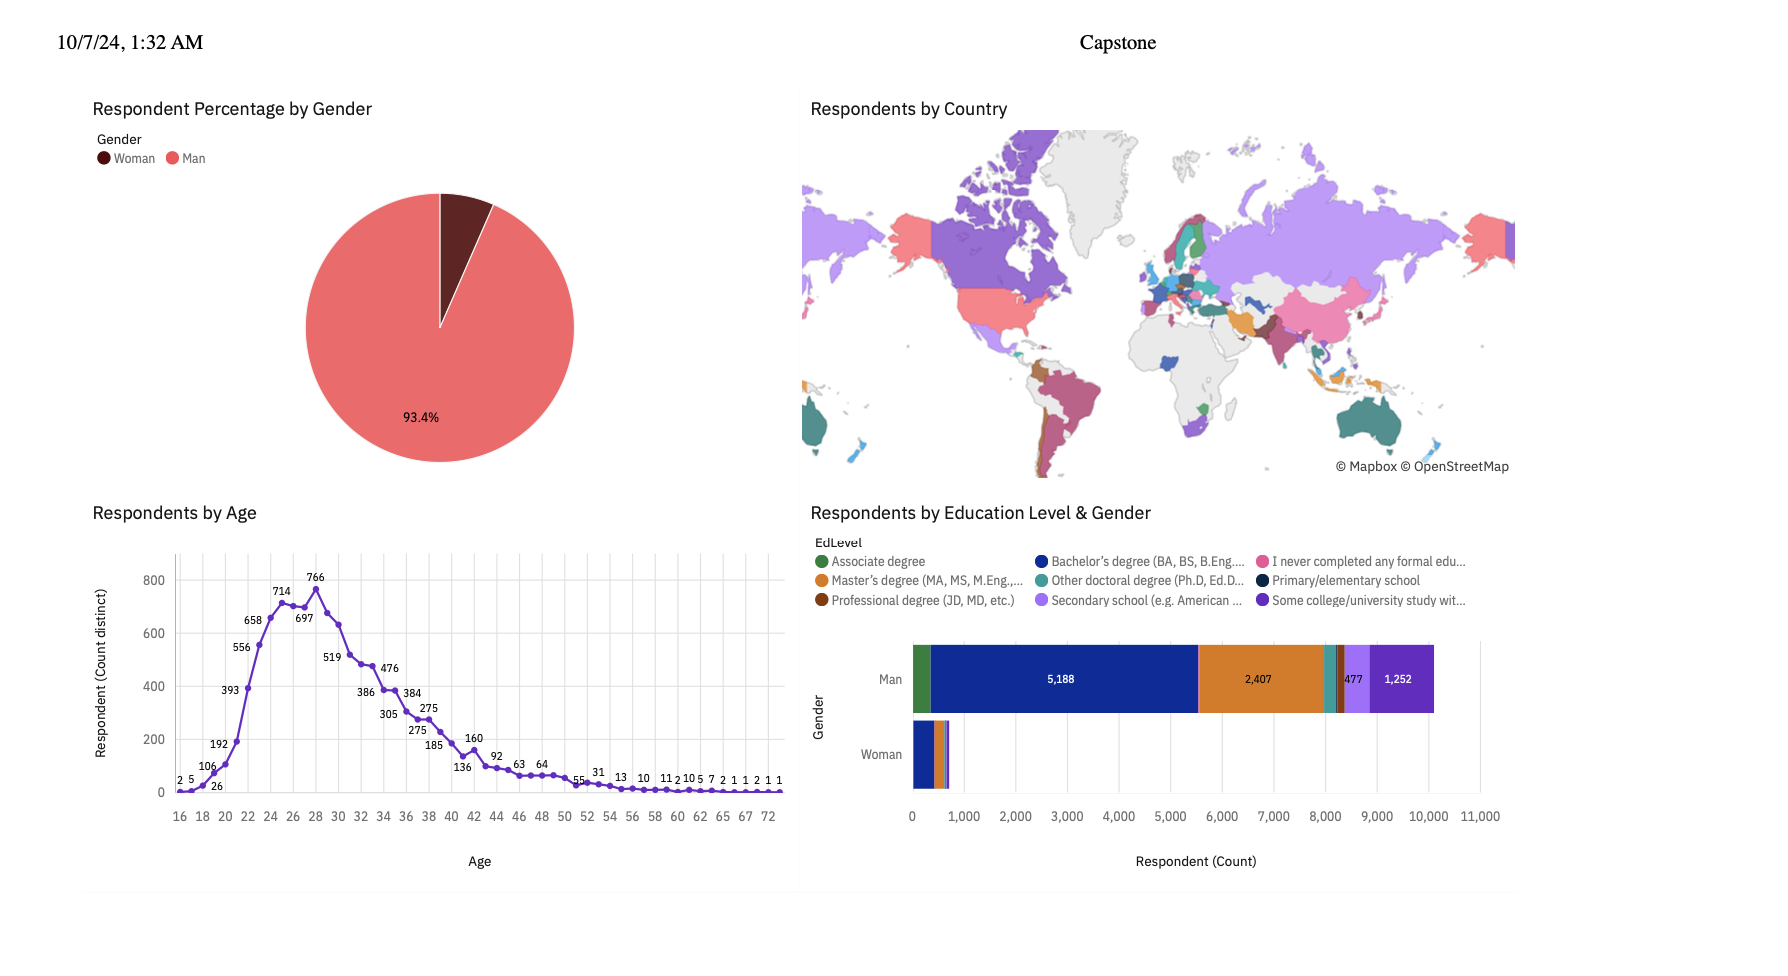 10/7/24, 1:32 AM
Capstone
Respondent Percentage by Gender
Gender
Woman Man
93.4%
Respondents by Country
© Mapbox © OpenStreetMap
Respondents by Age
Respondent (Count distinct)
800
600
400
200
0
2 5 26 106 192 393 556 658 714 697 766 519 386 476 305 384 275 275 185 136 160 92 63 64 55 31 13 10 11 2 10 5 7 2 1 1 2 1 1
16 18 20 22 24 26 28 30 32 34 36 38 40 42 44 46 48 50 52 54 56 58 60 62 65 67 72
Age
Respondents by Education Level & Gender
EdLevel
Associate degree Bachelor's degree (BA, BS, B.Eng.... I never completed any formal edu...
Master's degree (MA, MS, M.Eng.,... Other doctoral degree (Ph.D, Ed.D... Primary/elementary school
Professional degree (JD, MD, etc.) Secondary school (e.g. American ... Some college/university study wit...
Gender
Man 5,188 2,407 477 1,252
Woman
0 1,000 2,000 3,000 4,000 5,000 6,000 7,000 8,000 9,000 10,000 11,000
Respondent (Count)